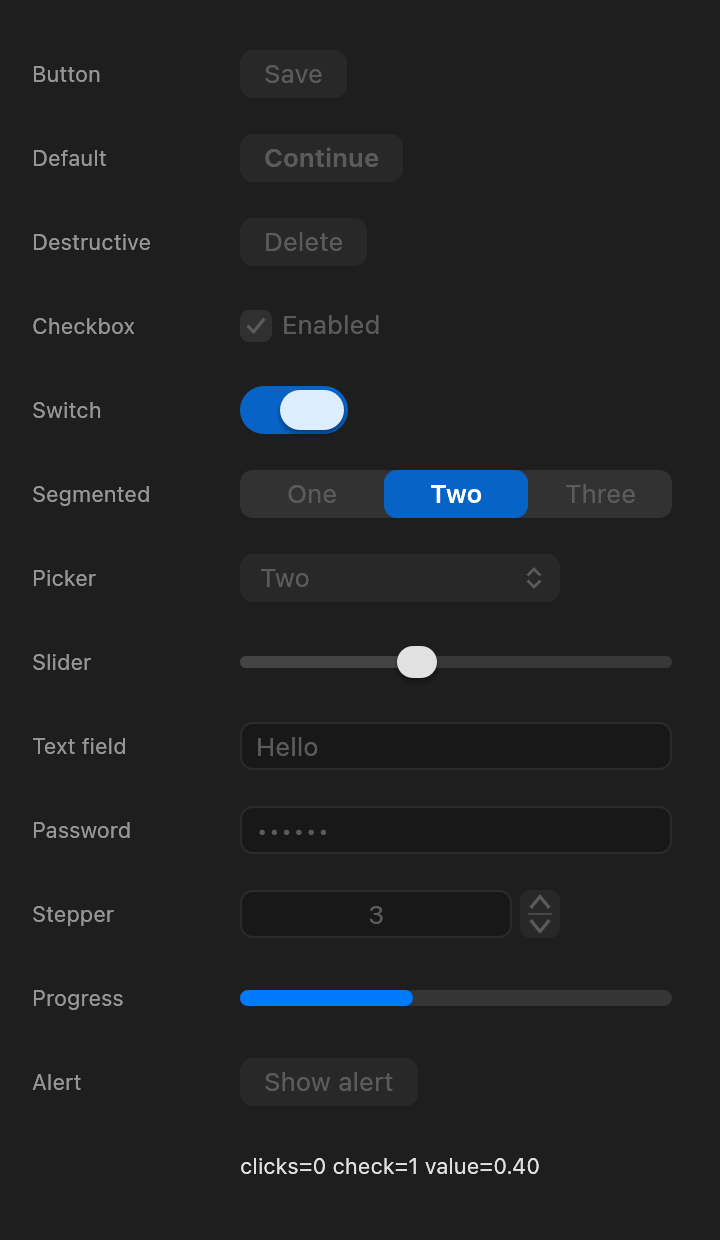 Button Save
Default Continue
Destructive Delete
Checkbox Enabled
Switch
Segmented One Two Three
Picker Two
Slider
Text field Hello
Password ••••••
Stepper 3
Progress
Alert Show alert
clicks=0 check=1 value=0.40